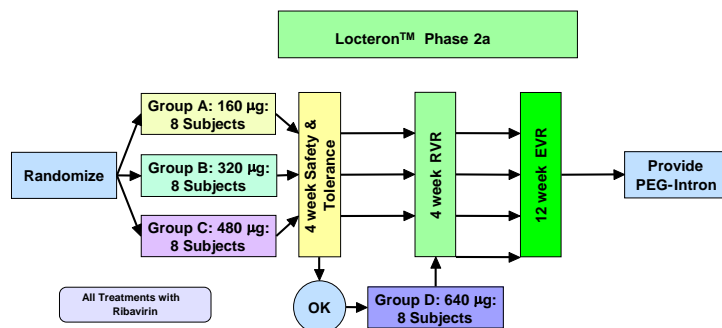 Locteron™ Phase 2a
Randomize
Group A: 160 µg:
8 Subjects
Group B: 320 µg:
8 Subjects
Group C: 480 µg:
8 Subjects
4 week Safety &
Tolerance
4 week RVR
12 week EVR
Provide
PEG-Intron
OK
Group D: 640 µg:
8 Subjects
All Treatments with
Ribavirin